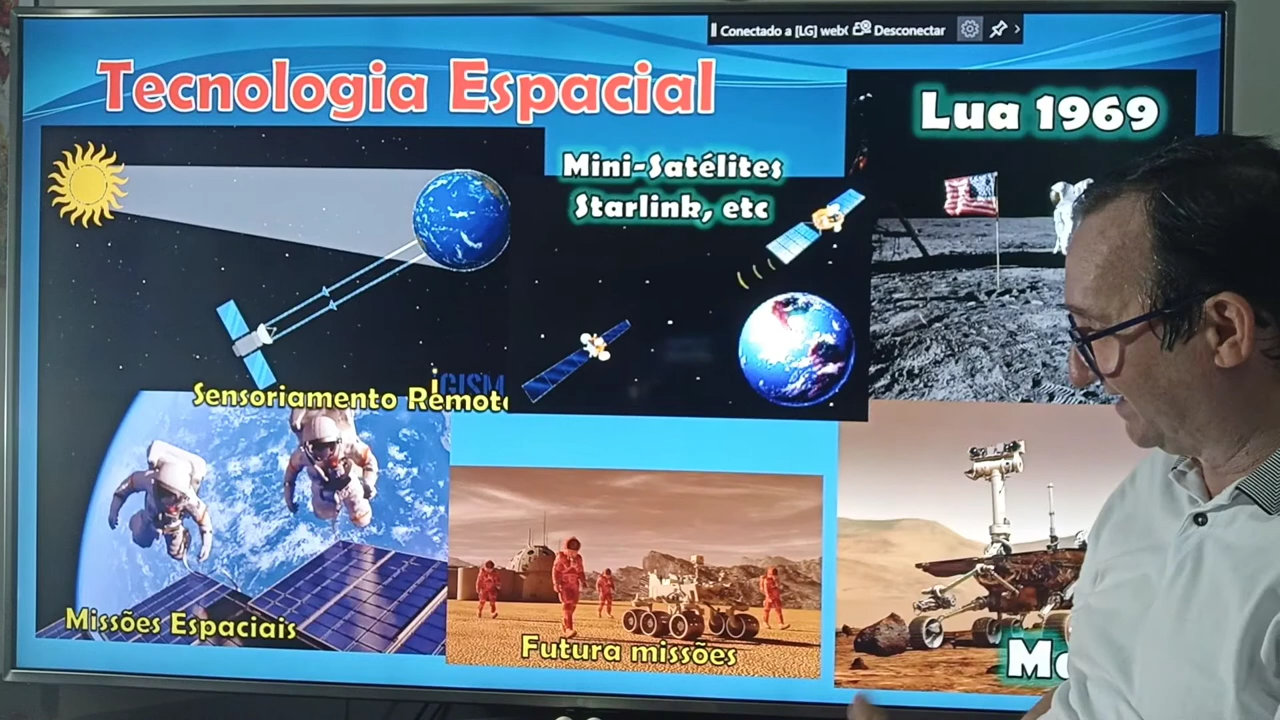 Conectado a [LG] web Desconectar
Tecnologia Espacial
Lua 1969
Mini-Satélites
Starlink, etc
Sensoriamento Remoto
Missões Espaciais
Futura missões